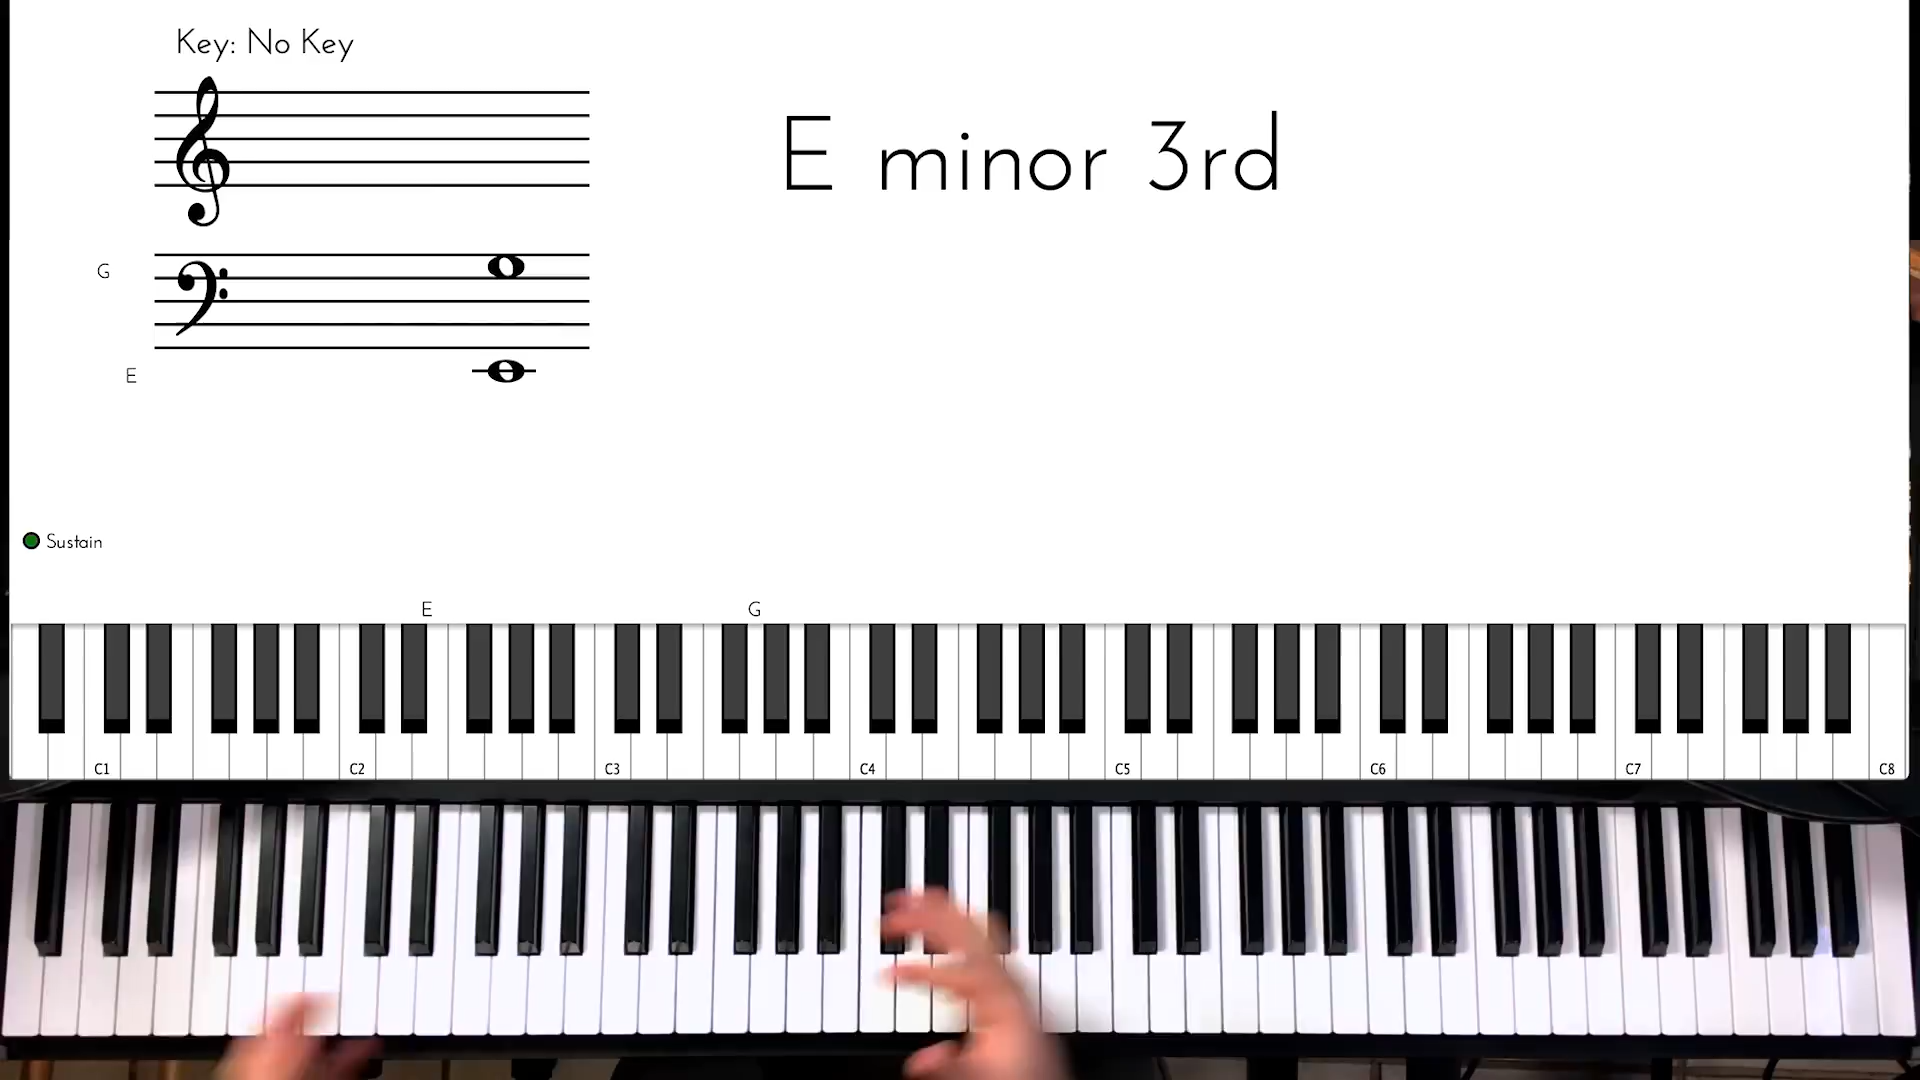 Key: No Key
E minor 3rd
G
E
Sustain
E G
C1 C2 C3 C4 C5 C6 C7 C8